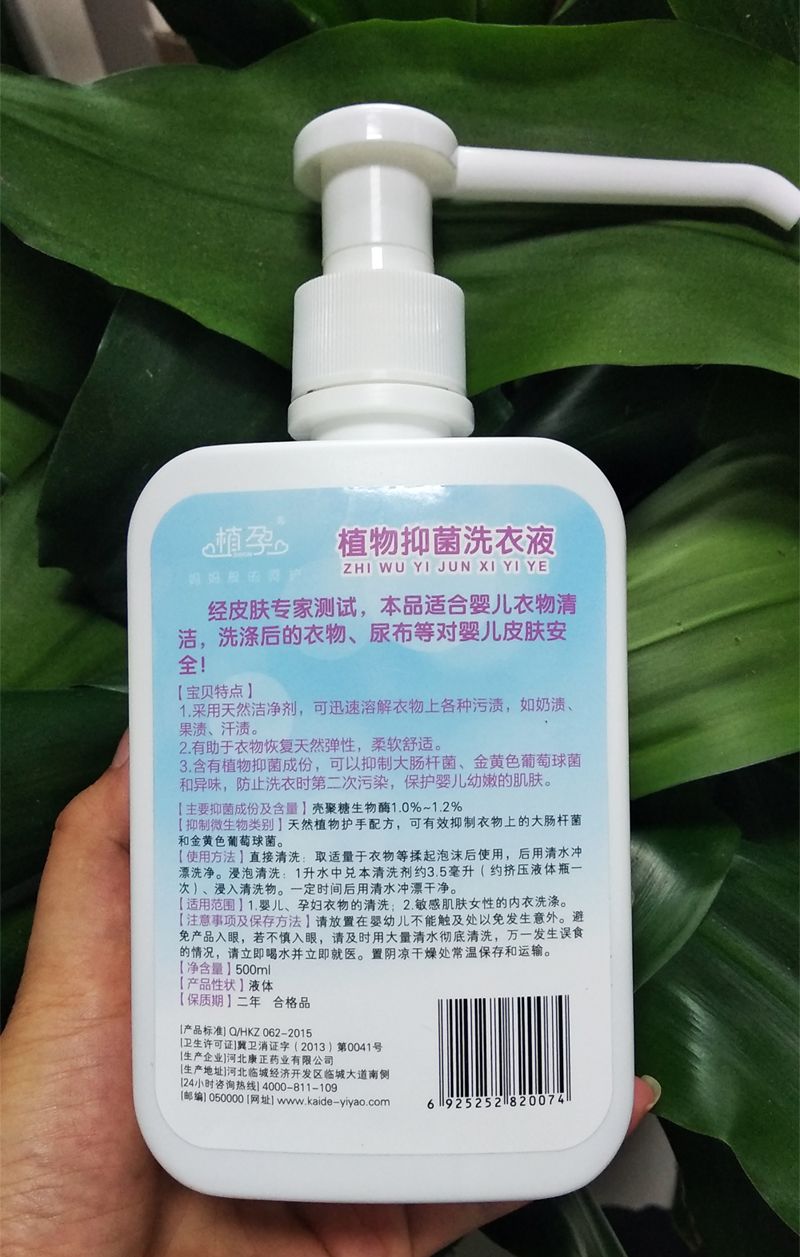 植孕
妈妈般的呵护
植物抑菌洗衣液
ZHI WU YI JUN XI YI YE
经皮肤专家测试，本品适合婴儿衣物清
洁，洗涤后的衣物、尿布等对婴儿皮肤安
全！
【宝贝特点】
1.采用天然洁净剂，可迅速溶解衣物上各种污渍，如奶渍、
果渍、汗渍。
2.有助于衣物恢复天然弹性，柔软舒适。
3.含有植物抑菌成份，可以抑制大肠杆菌、金黄色葡萄球菌
和异味，防止洗衣时第二次污染，保护婴儿幼嫩的肌肤。
【主要抑菌成份及含量】壳聚糖生物酶1.0%~1.2%
【抑制微生物类别】天然植物护手配方，可有效抑制衣物上的大肠杆菌
和金黄色葡萄球菌。
【使用方法】直接清洗：取适量于衣物等揉起泡沫后使用，后用清水冲
漂洗净。浸泡清洗：1升水中兑本清洗剂约3.5毫升（约挤压液体瓶一
次）、浸入清洗物。一定时间后用清水冲漂干净。
【适用范围】1.婴儿、孕妇衣物的清洗；2.敏感肌肤女性的内衣洗涤。
【注意事项及保存方法】请放置在婴幼儿不能触及处以免发生意外。避
免产品入眼，若不慎入眼，请及时用大量清水彻底清洗，万一发生误食
的情况，请立即喝水并立即就医。置阴凉干燥处常温保存和运输。
【净含量】500ml
【产品性状】液体
【保质期】二年 合格品
[产品标准] Q/HKZ 062-2015
[卫生许可证]冀卫消证字（2013）第0041号
[生产企业]河北康正药业有限公司
[生产地址]河北临城经济开发区临城大道南侧
[24小时咨询热线] 4000-811-109
[邮编] 050000 [网址] www.kaide-yiyao.com
6 925252 820074